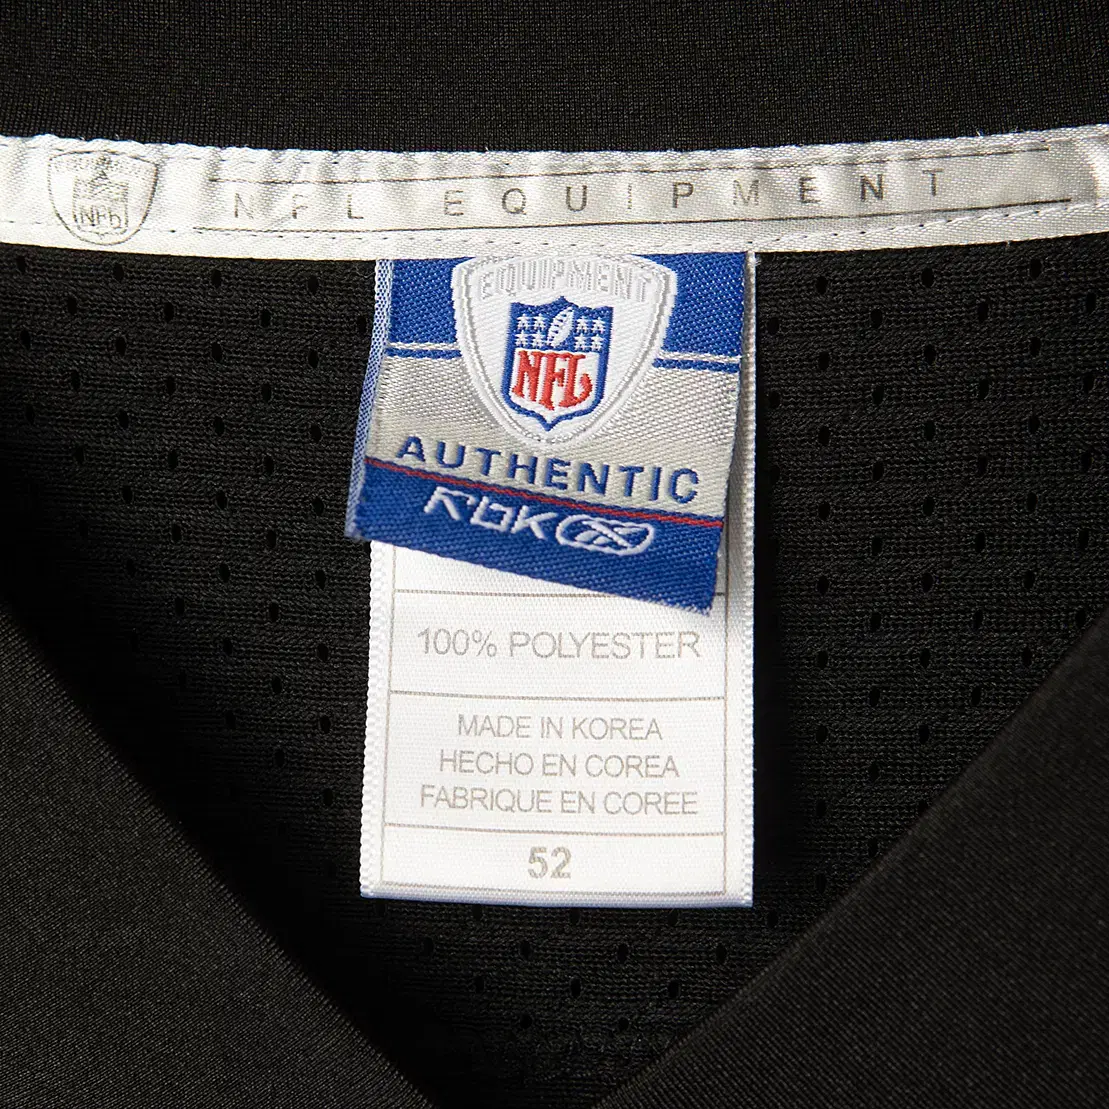 NFL EQUIPMENT
EQUIPMENT
NFL
AUTHENTIC
RBK
100% POLYESTER
MADE IN KOREA
HECHO EN COREA
FABRIQUE EN COREE
52